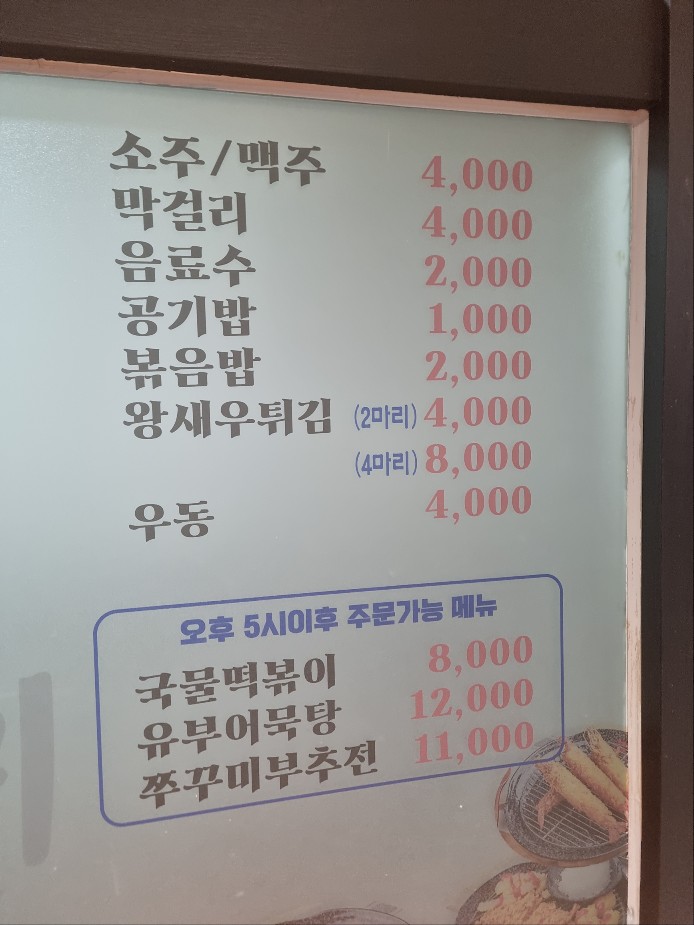 소주/맥주 4,000
막걸리 4,000
음료수 2,000
공기밥 1,000
볶음밥 2,000
왕새우튀김 (2마리) 4,000
(4마리) 8,000
우동 4,000
오후 5시이후 주문가능 메뉴
국물떡볶이 8,000
유부어묵탕 12,000
쭈꾸미부추전 11,000